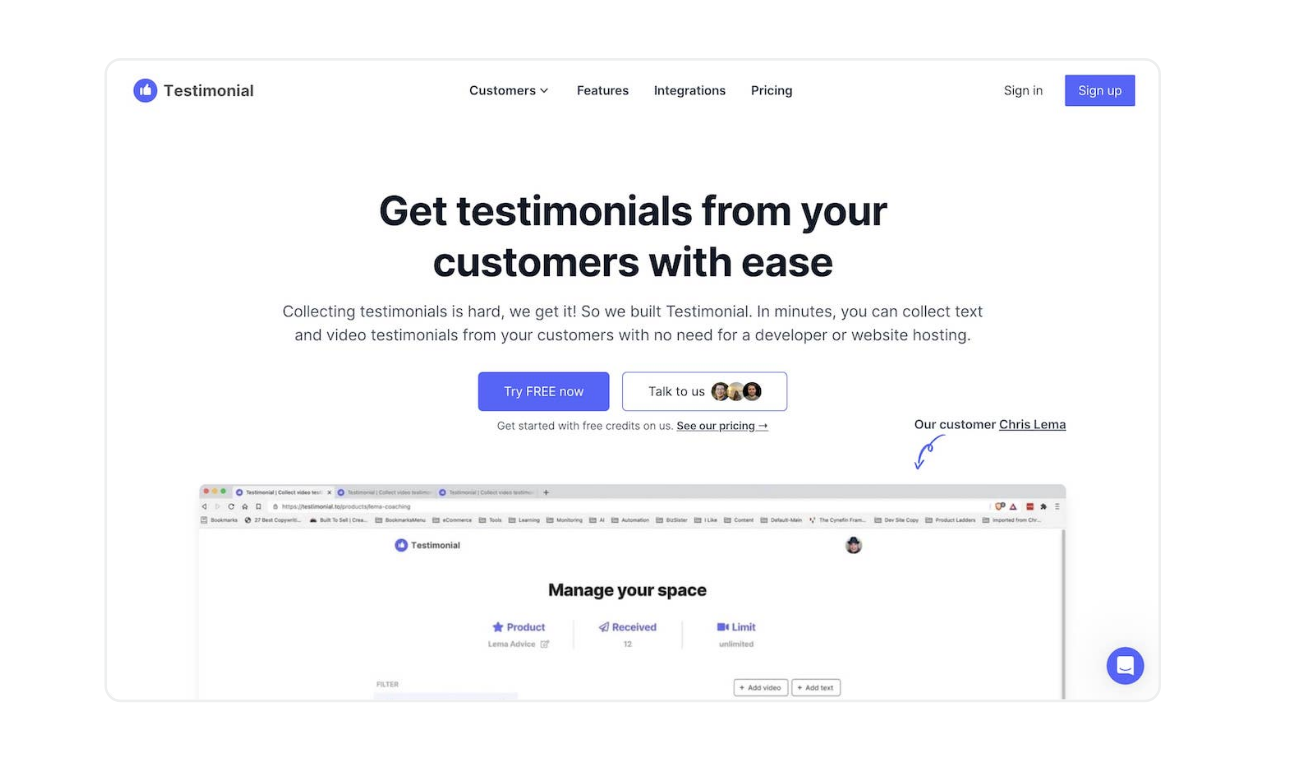 Testimonial
Customers
Features
Integrations
Pricing
Sign in
Sign up
Get testimonials from your
customers with ease
Collecting testimonials is hard, we get it! So we built Testimonial. In minutes, you can collect text
and video testimonials from your customers with no need for a developer or website hosting.
Try FREE now
Talk to us
Get started with free credits on us. See our pricing →
Our customer Chris Lema
Testimonial | Collect video testi
Testimonial | Collect video testimo
Testimonial | Collect video testimo
https://testimonial.to/products/lema-coaching
Bookmarks
27 Best Copywriti...
Built To Sell | Crea...
BookmarksMenu
eCommerce
Tools
Learning
Monitoring
AI
Automation
BizSister
I Like
Content
Default-Main
The Cynefin Fram...
Dev Site Copy
Product Ladders
Imported from Chr...
Testimonial
Manage your space
Product
Received
Limit
Lema Advice
12
unlimited
FILTER
+ Add video
+ Add text